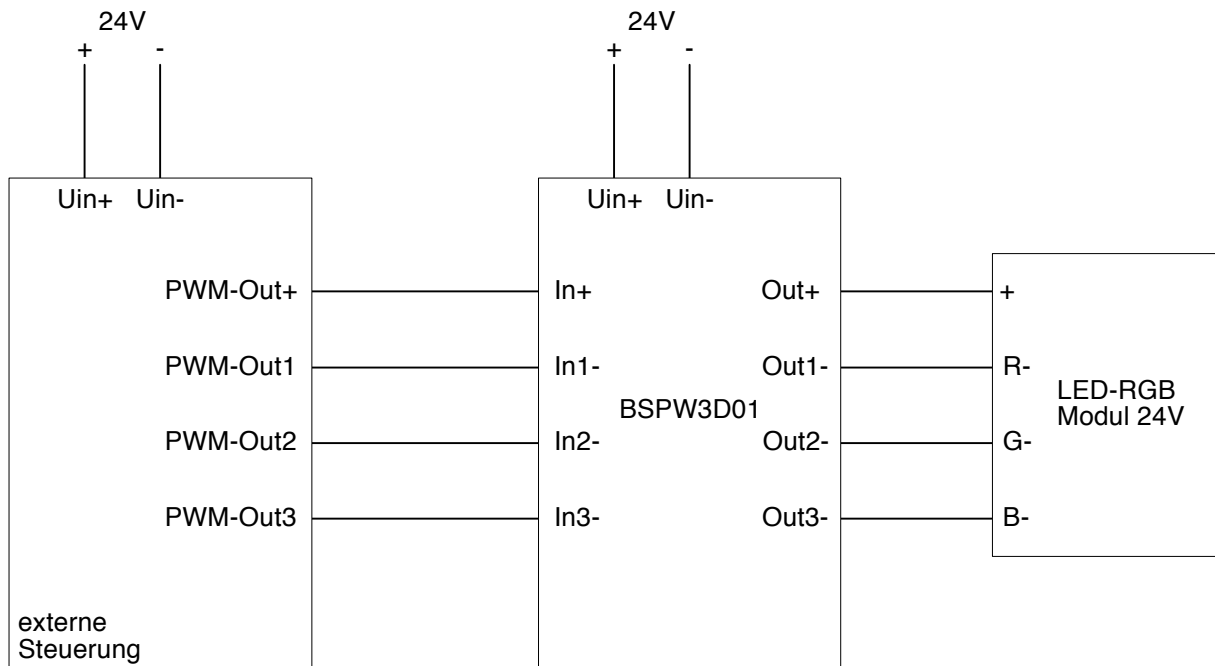 24V
+ -
Uin+ Uin-
PWM-Out+
PWM-Out1
PWM-Out2
PWM-Out3
externe
Steuerung
24V
+ -
Uin+ Uin-
In+ Out+
In1- Out1-
BSPW3D01
In2- Out2-
In3- Out3-
+
R-
LED-RGB
Modul 24V
G-
B-